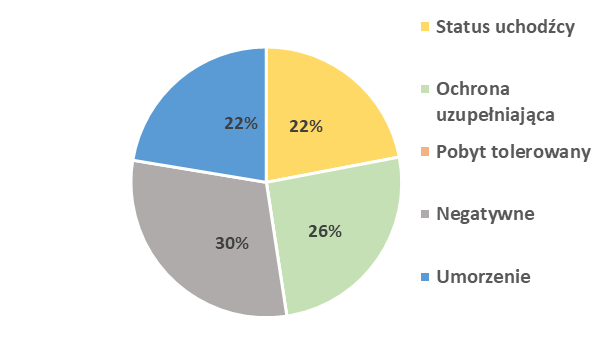 Status uchodźcy
Ochrona
uzupełniająca
Pobyt tolerowany
Negatywne
Umorzenie
22%
22%
26%
30%